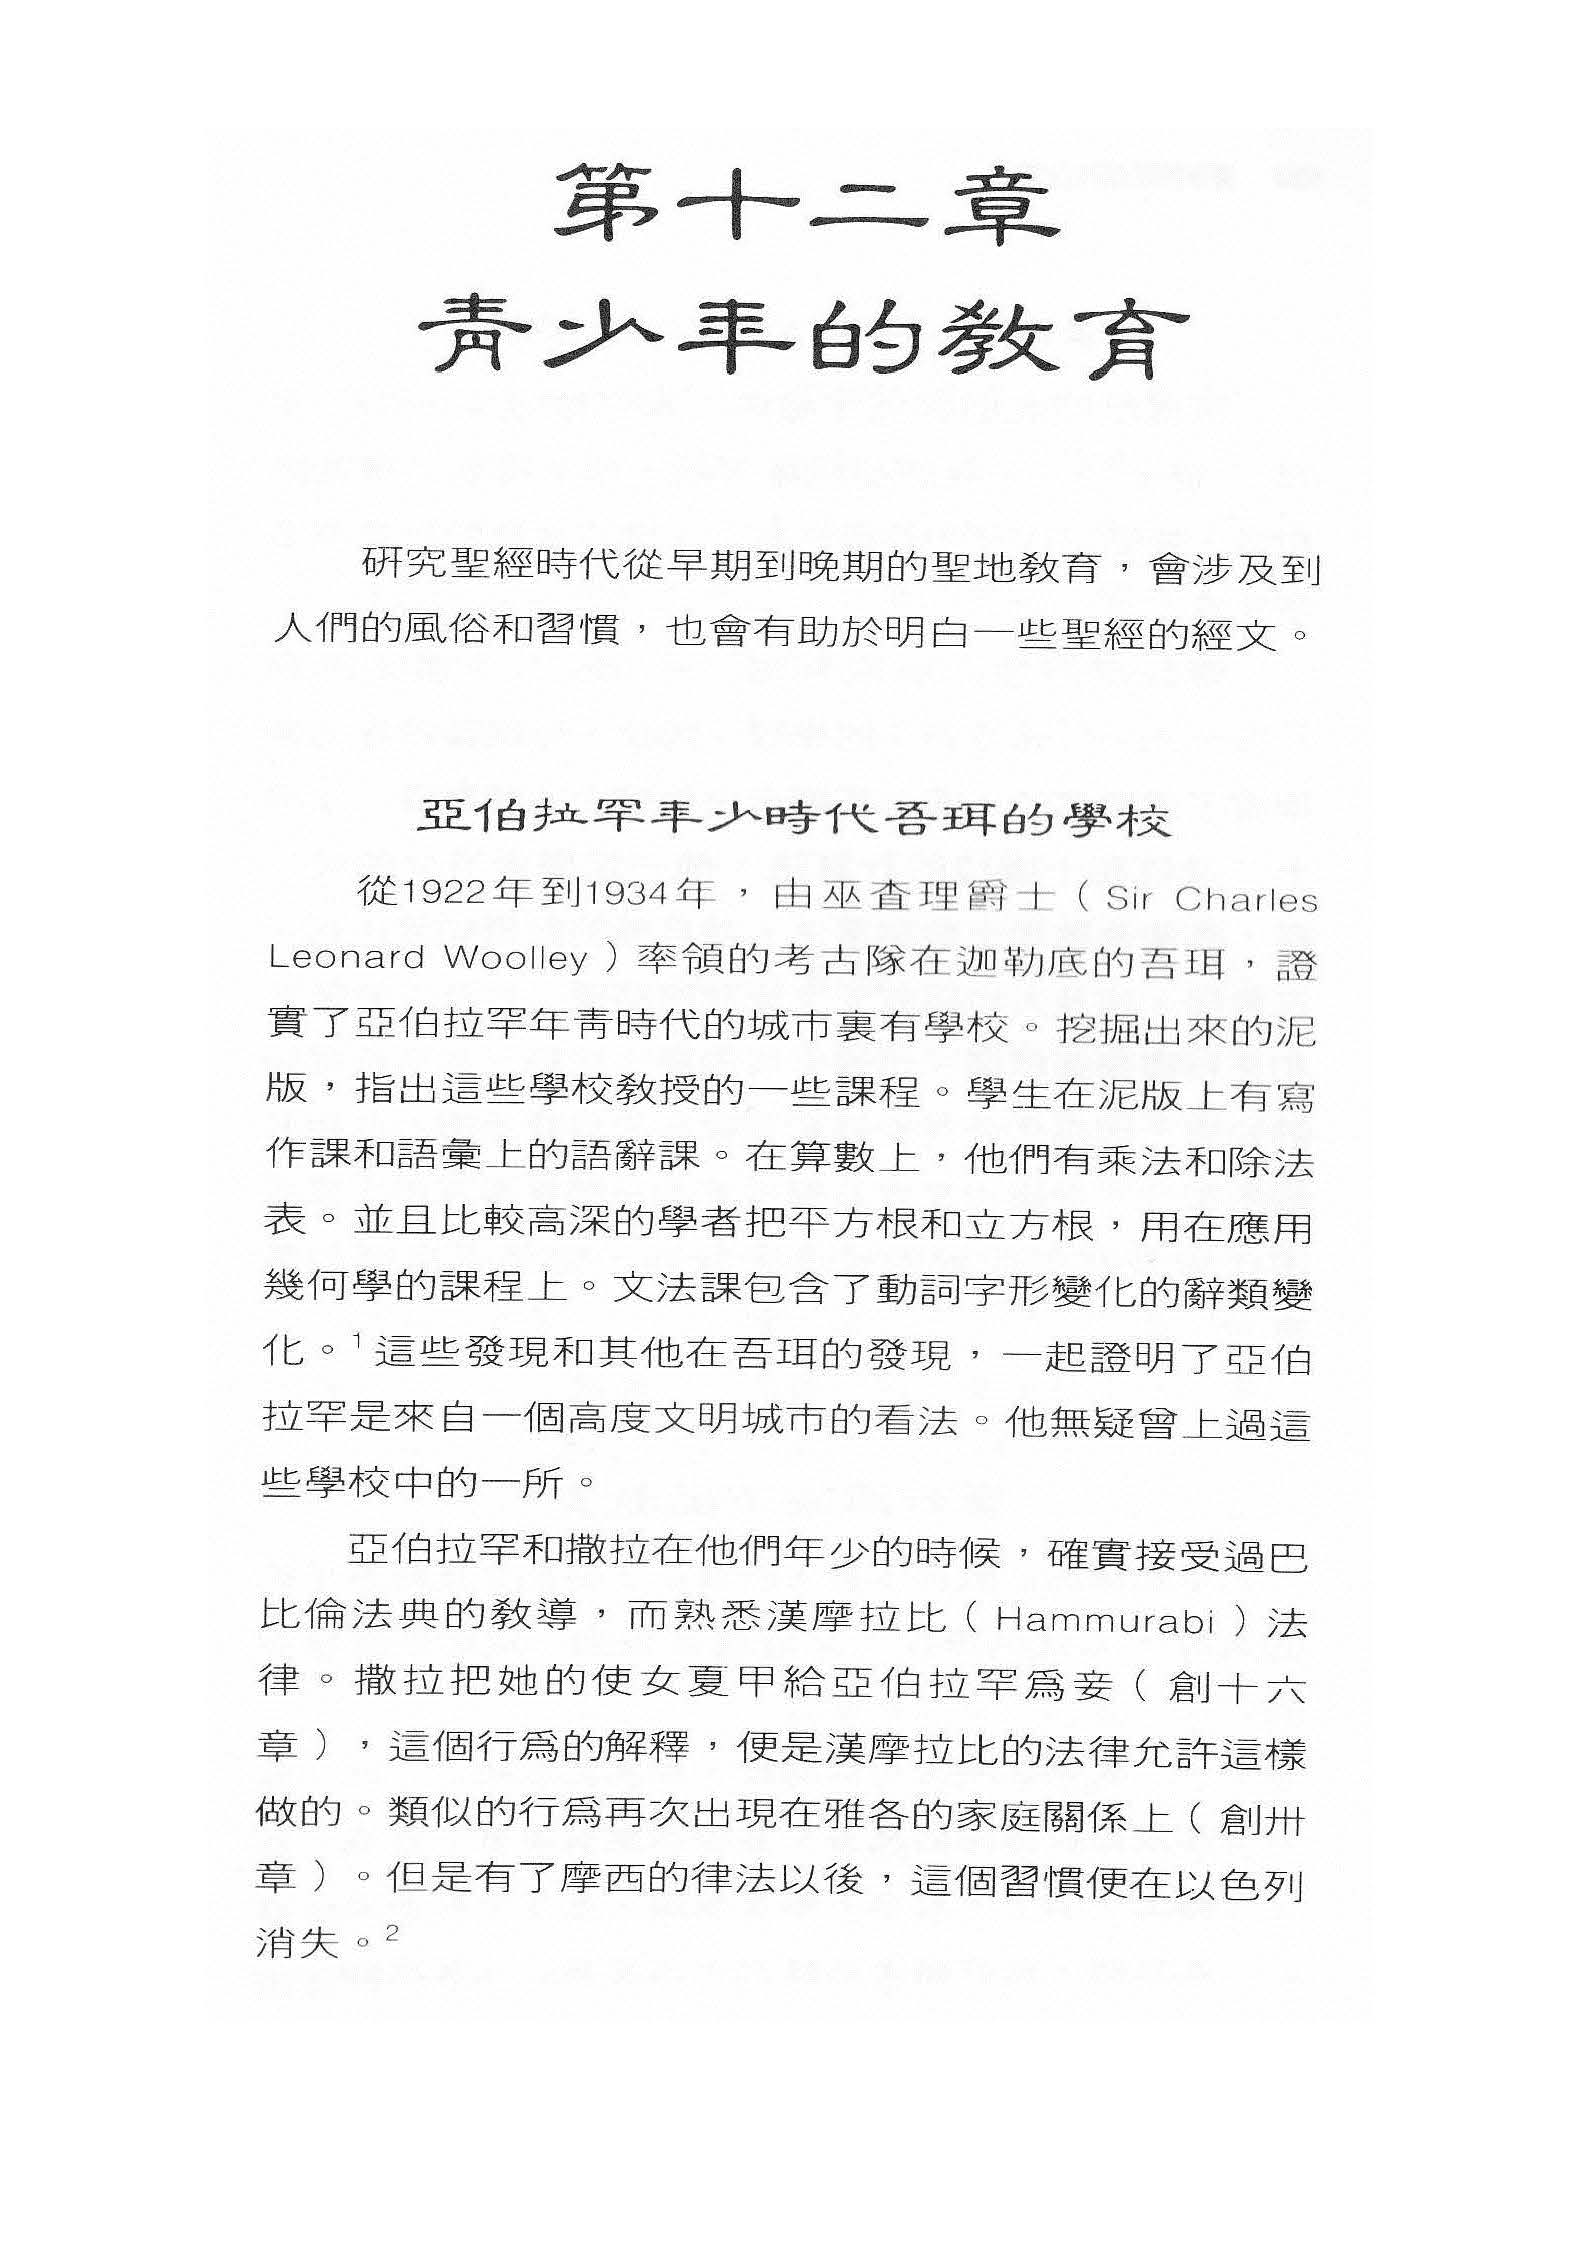 第十二章
青少年的教育
研究聖經時代從早期到晚期的聖地教育，會涉及到
人們的風俗和習慣，也會有助於明白一些聖經的經文。
亞伯拉罕年少時代吾珥的學校
從1922年到1934年，由巫查理爵士（Sir Charles
Leonard Woolley）率領的考古隊在迦勒底的吾珥，證
實了亞伯拉罕年青時代的城市裏有學校。挖掘出來的泥
版，指出這些學校教授的一些課程。學生在泥版上有寫
作課和語彙上的語辭課。在算數上，他們有乘法和除法
表。並且比較高深的學者把平方根和立方根，用在應用
幾何學的課程上。文法課包含了動詞字形變化的辭類變
化。1這些發現和其他在吾珥的發現，一起證明了亞伯
拉罕是來自一個高度文明城市的看法。他無疑曾上過這
些學校中的一所。
亞伯拉罕和撒拉在他們年少的時候，確實接受過巴
比倫法典的教導，而熟悉漢摩拉比（Hammurabi）法
律。撒拉把她的使女夏甲給亞伯拉罕爲妾（創十六
章），這個行爲的解釋，便是漢摩拉比的法律允許這樣
做的。類似的行爲再次出現在雅各的家庭關係上（創卅
章）。但是有了摩西的律法以後，這個習慣便在以色列
消失。2